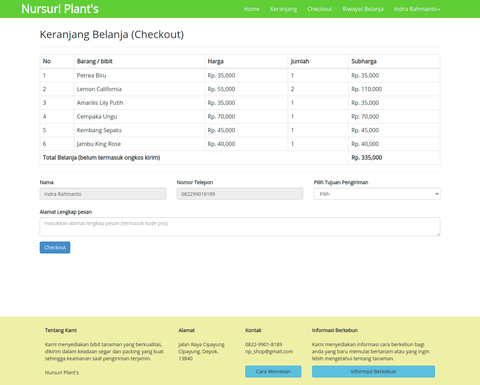 Nursuri Plant's
Home Keranjang Checkout Riwayat Belanja Indra Rahmanto
Keranjang Belanja (Checkout)
No Barang / bibit Harga Jumlah Subharga
1 Petrea Biru Rp. 35,000 1 Rp. 35,000
2 Lemon California Rp. 55,000 2 Rp. 110,000
3 Amarilis Lily Putih Rp. 35,000 1 Rp. 35,000
4 Cempaka Ungu Rp. 70,000 1 Rp. 70,000
5 Kembang Sepatu Rp. 45,000 1 Rp. 45,000
6 Jambu King Rose Rp. 40,000 1 Rp. 40,000
Total Belanja (belum termasuk ongkos kirim) Rp. 335,000
Nama Nomor Telepon Pilih Tujuan Pengiriman
Indra Rahmanto 082299018189 Pilih
Alamat Lengkap pesan
masukkan alamat lengkap pesan (termasuk kode pos)
Checkout
Tentang Kami
Kami menyediakan bibit tanaman yang berkualitas,
dikirim dalam keadaan segar dan packing yang kuat
sehingga keamanan saat pengiriman terjamin.
Nursuri Plant's
Alamat
Jalan Raya Cipayung
Cipayung, Depok.
13840
Kontak
0822-9901-8189
np_shop@gmail.com
Cara Memesan
Informasi Berkebun
Kami menyediakan informasi cara berkebun bagi
anda yang baru memulai bertanam atau yang ingin
lebih mengetahui tentang tanaman.
Informasi Berkebun